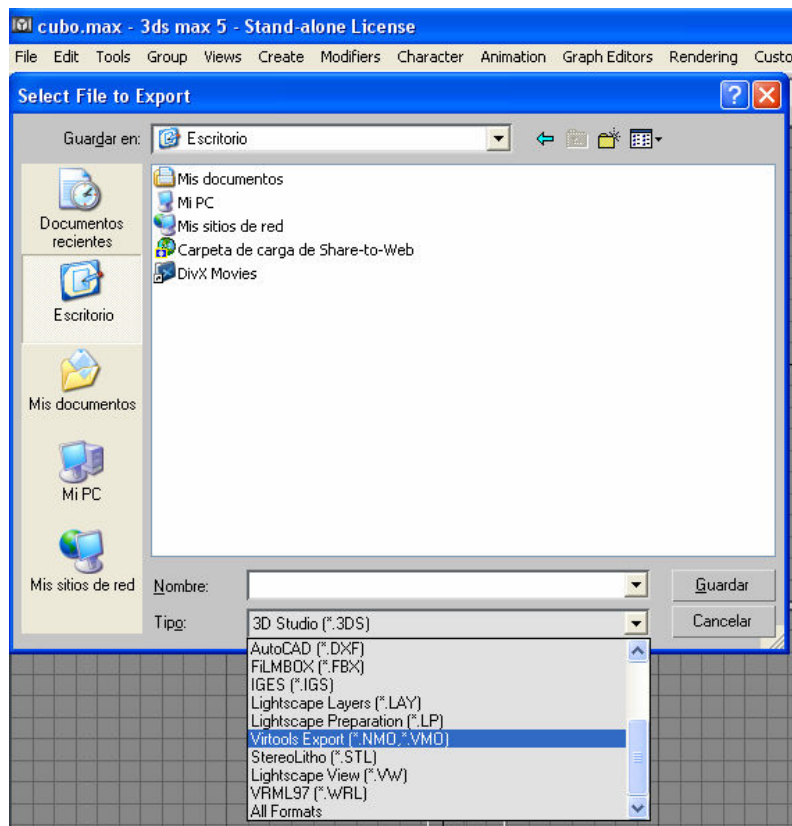 cubo.max - 3ds max 5 - Stand-alone License
File Edit Tools Group Views Create Modifiers Character Animation Graph Editors Rendering Custo
Select File to Export
Guardar en: Escritorio
Mis documentos
Mi PC
Mis sitios de red
Carpeta de carga de Share-to-Web
DivX Movies
Documentos
recientes
Escritorio
Mis documentos
Mi PC
Mis sitios de red
Nombre: Guardar
Tipo: 3D Studio (*.3DS) Cancelar
AutoCAD (*.DXF)
FiLMBOX (*.FBX)
IGES (*.IGS)
Lightscape Layers (*.LAY)
Lightscape Preparation (*.LP)
Virtools Export (*.NMO,*.VMO)
StereoLitho (*.STL)
Lightscape View (*.VW)
VRML97 (*.WRL)
All Formats